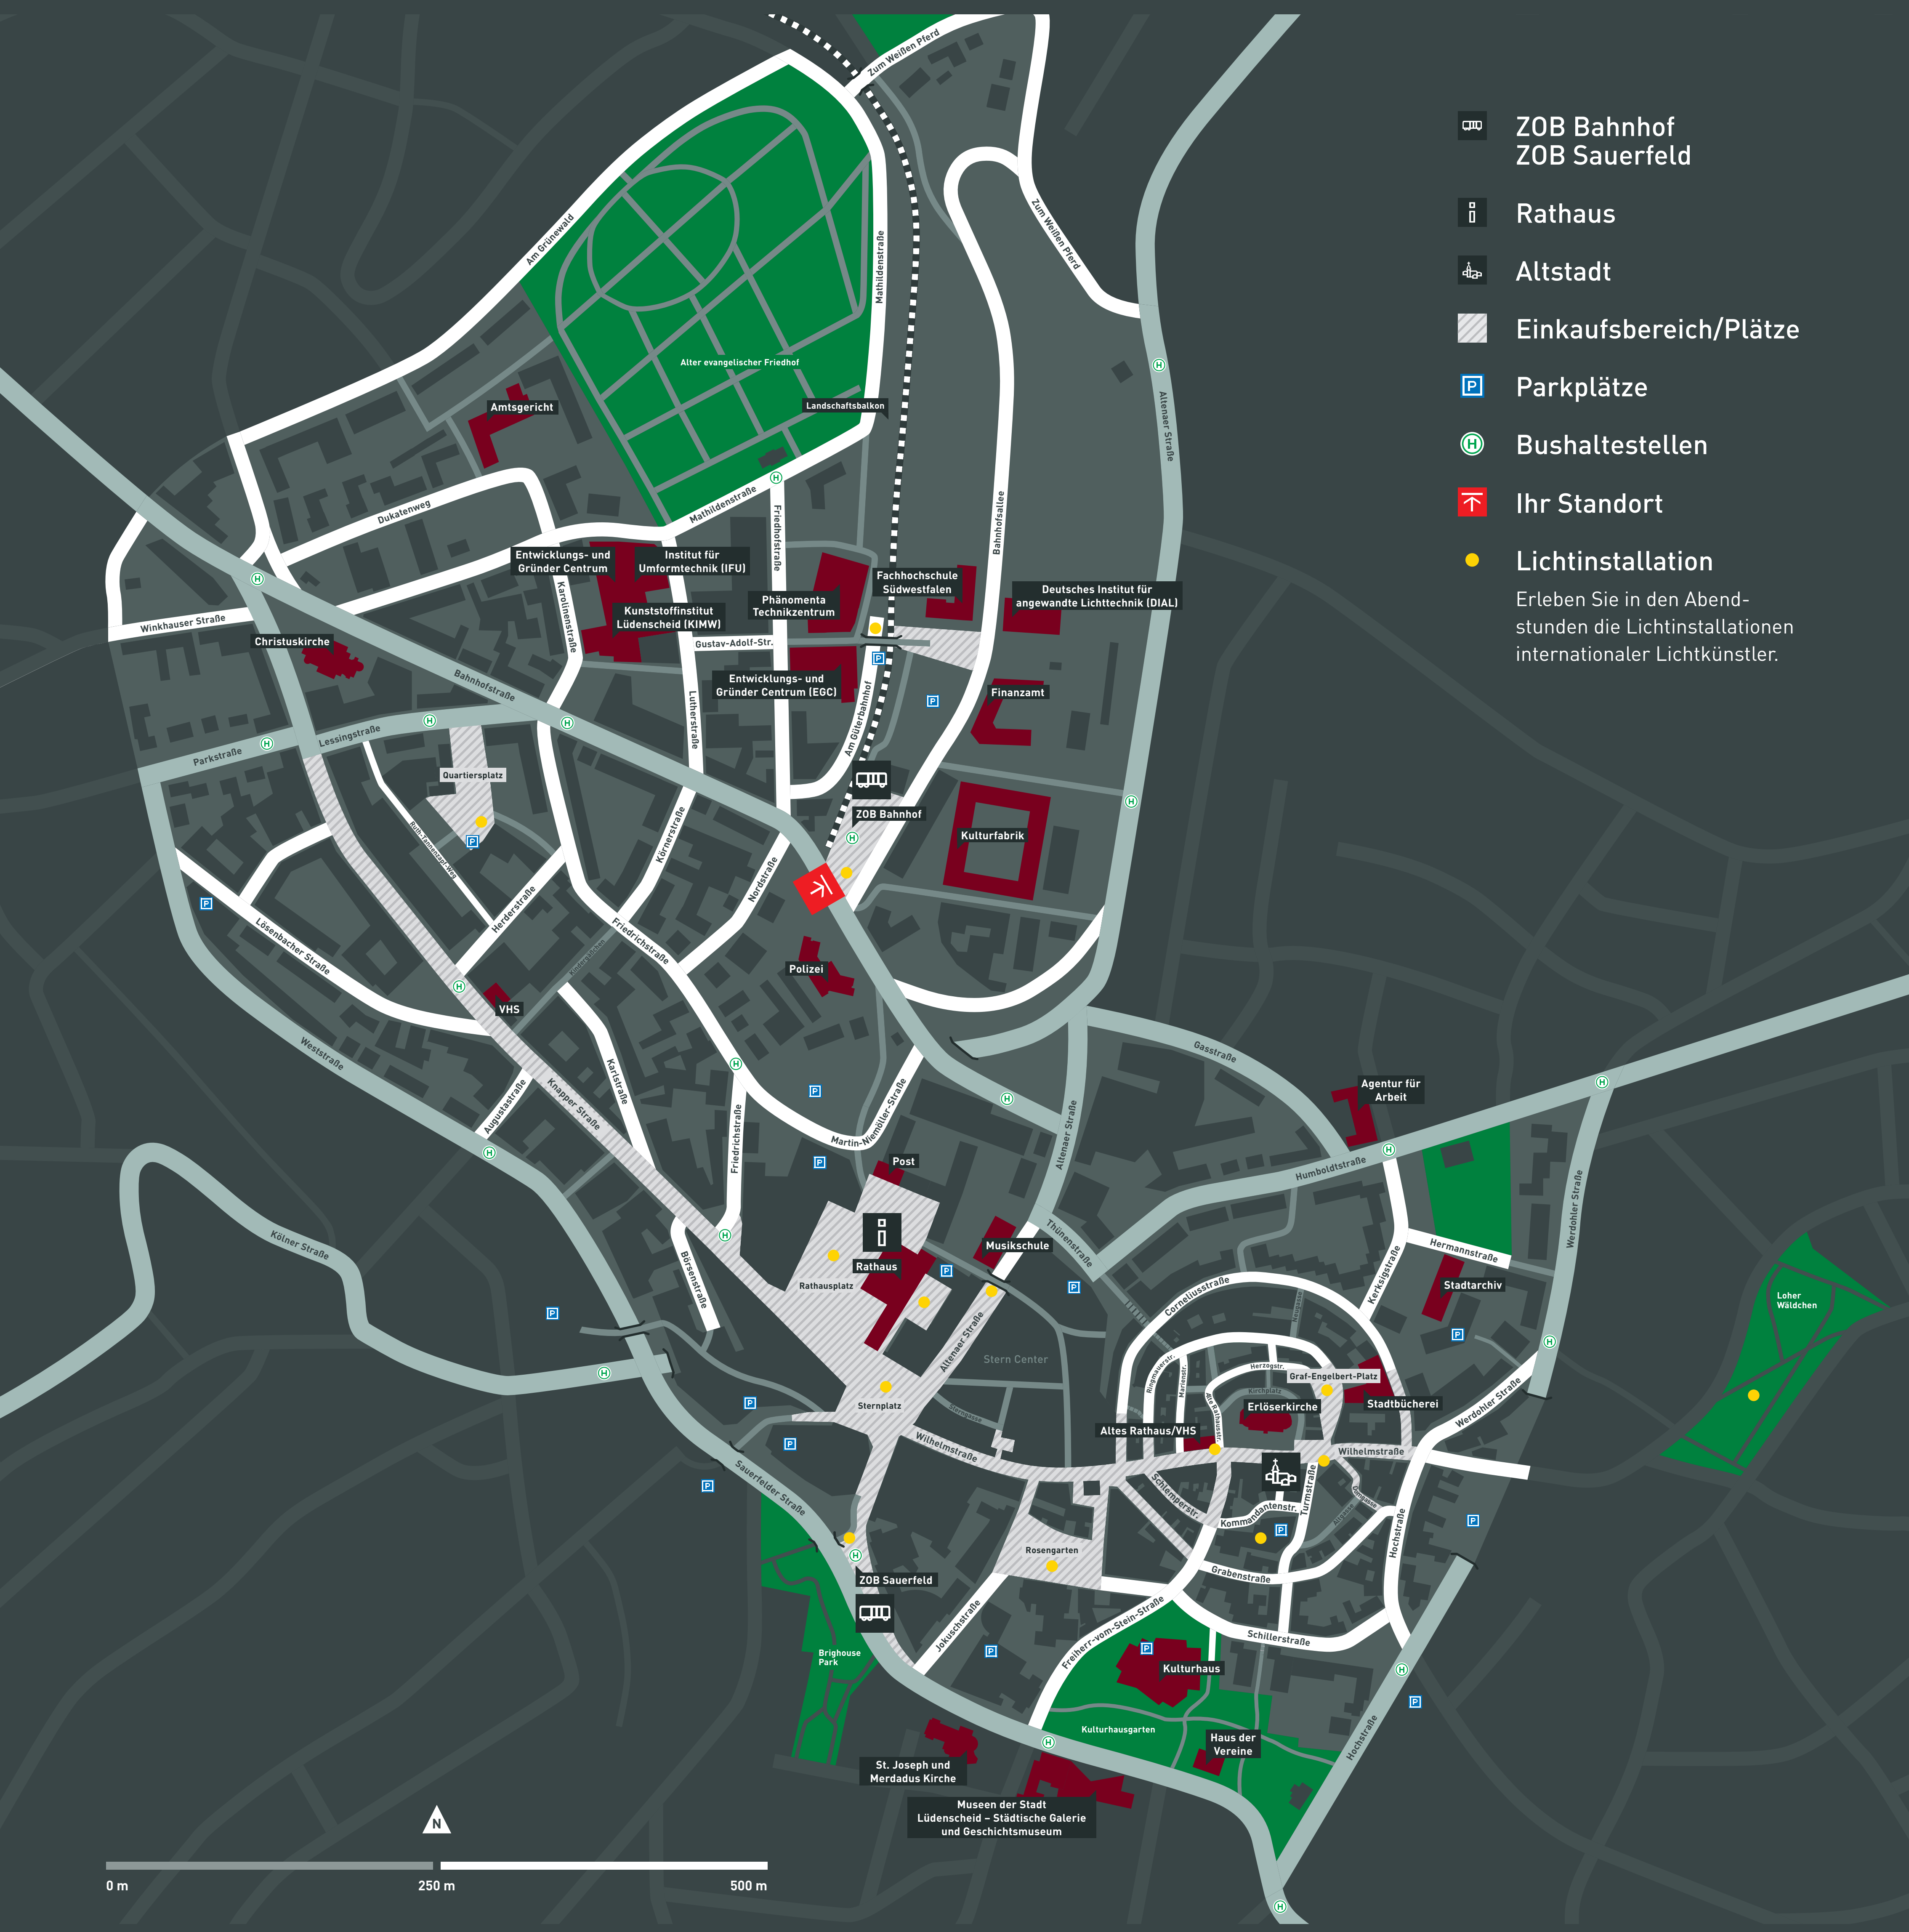 ZOB Bahnhof
ZOB Sauerfeld
Rathaus
Altstadt
Einkaufsbereich/Plätze
P
Parkplätze
H
Bushaltestellen
Ihr Standort
Lichtinstallation
Erleben Sie in den Abend-
stunden die Lichtinstallationen
internationaler Lichtkünstler.
Zum Weißen Pferd
Zum Weißen Pferd
Am Grünewald
Mathildenstraße
Alter evangelischer Friedhof
Landschaftsbalkon
Altenaer Straße
Amtsgericht
Dukatenweg
Mathildenstraße
Friedhofstraße
Bahnhofsallee
Entwicklungs- und
Gründer Centrum
Institut für
Umformtechnik (IFU)
Karolinenstraße
Kunststoffinstitut
Lüdenscheid (KIMW)
Phänomenta
Technikzentrum
Fachhochschule
Südwestfalen
Deutsches Institut für
angewandte Lichttechnik (DIAL)
Winkhauser Straße
Christuskirche
Gustav-Adolf-Str.
Entwicklungs- und
Gründer Centrum (EGC)
Finanzamt
Bahnhofstraße
Lutherstraße
Am Güterbahnhof
Parkstraße
Lessingstraße
Quartiersplatz
ZOB Bahnhof
Kulturfabrik
Körnerstraße
Nordstraße
Herderstraße
Friedrichstraße
Lösenbacher Straße
Polizei
VHS
Weststraße
Augustastraße
Knapper Straße
Karlstraße
Friedrichstraße
Martin-Niemöller-Straße
Altenaer Straße
Gasstraße
Agentur für
Arbeit
Humboldtstraße
Werdohler Straße
Post
Rathaus
Rathausplatz
Musikschule
Thünenstraße
Kölner Straße
Börsenstraße
Hermannstraße
Kerksigstraße
Stadtarchiv
Loher
Wäldchen
Corneliusstraße
Altenaer Straße
Stern Center
Ringmauerstr.
Marienstr.
Herzogstr.
Graf-Engelbert-Platz
Kirchplatz
Alte Rathausstr.
Erlöserkirche
Stadtbücherei
Werdohler Straße
Sternplatz
Sterngasse
Altes Rathaus/VHS
Wilhelmstraße
Wilhelmstraße
Sauerfelder Straße
Schlemperstr.
Kommandantenstr.
Turmstraße
Hochstraße
Rosengarten
Grabenstraße
ZOB Sauerfeld
Jokuschstraße
Freiherr-vom-Stein-Straße
Schillerstraße
Brighouse
Park
Kulturhaus
Kulturhausgarten
Haus der
Vereine
Hochstraße
St. Joseph und
Merdadus Kirche
Museen der Stadt
Lüdenscheid – Städtische Galerie
und Geschichtsmuseum
N
0 m
250 m
500 m